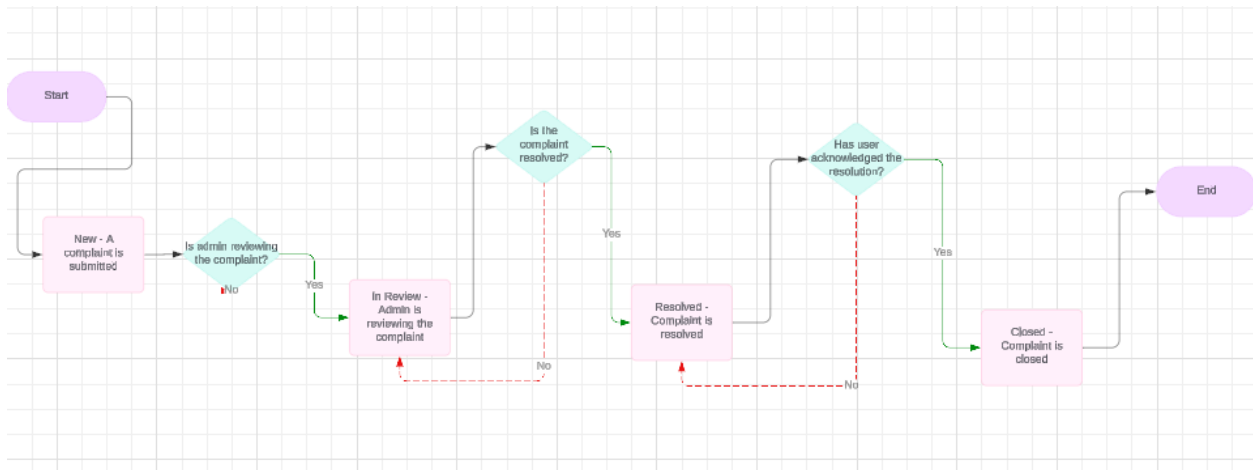 Start
New - A
complaint is
submitted
Is admin reviewing
the complaint?
No
Yes
In Review -
Admin is
reviewing the
complaint
Is the
complaint
resolved?
No
Yes
Resolved -
Complaint is
resolved
Has user
acknowledged the
resolution?
No
Yes
Closed -
Complaint is
closed
End